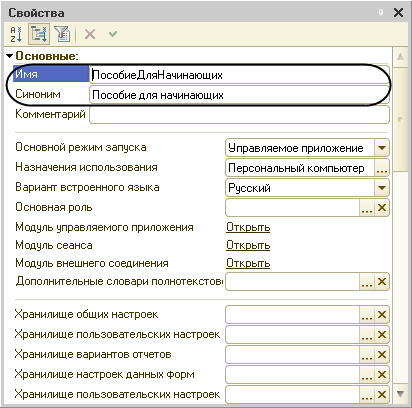 Свойства
Основные:
Имя ПособиеДляНачинающих
Синоним Пособие для начинающих
Комментарий
Основной режим запуска Управляемое приложение
Назначения использования Персональный компьютер ...
Вариант встроенного языка Русский
Основная роль ...
Модуль управляемого приложения Открыть
Модуль сеанса Открыть
Модуль внешнего соединения Открыть
Дополнительные словари полнотекстово ...
Хранилище общих настроек ...
Хранилище пользовательских настроек ...
Хранилище вариантов отчетов ...
Хранилище настроек данных форм ...
Хранилище пользовательских настроек ...